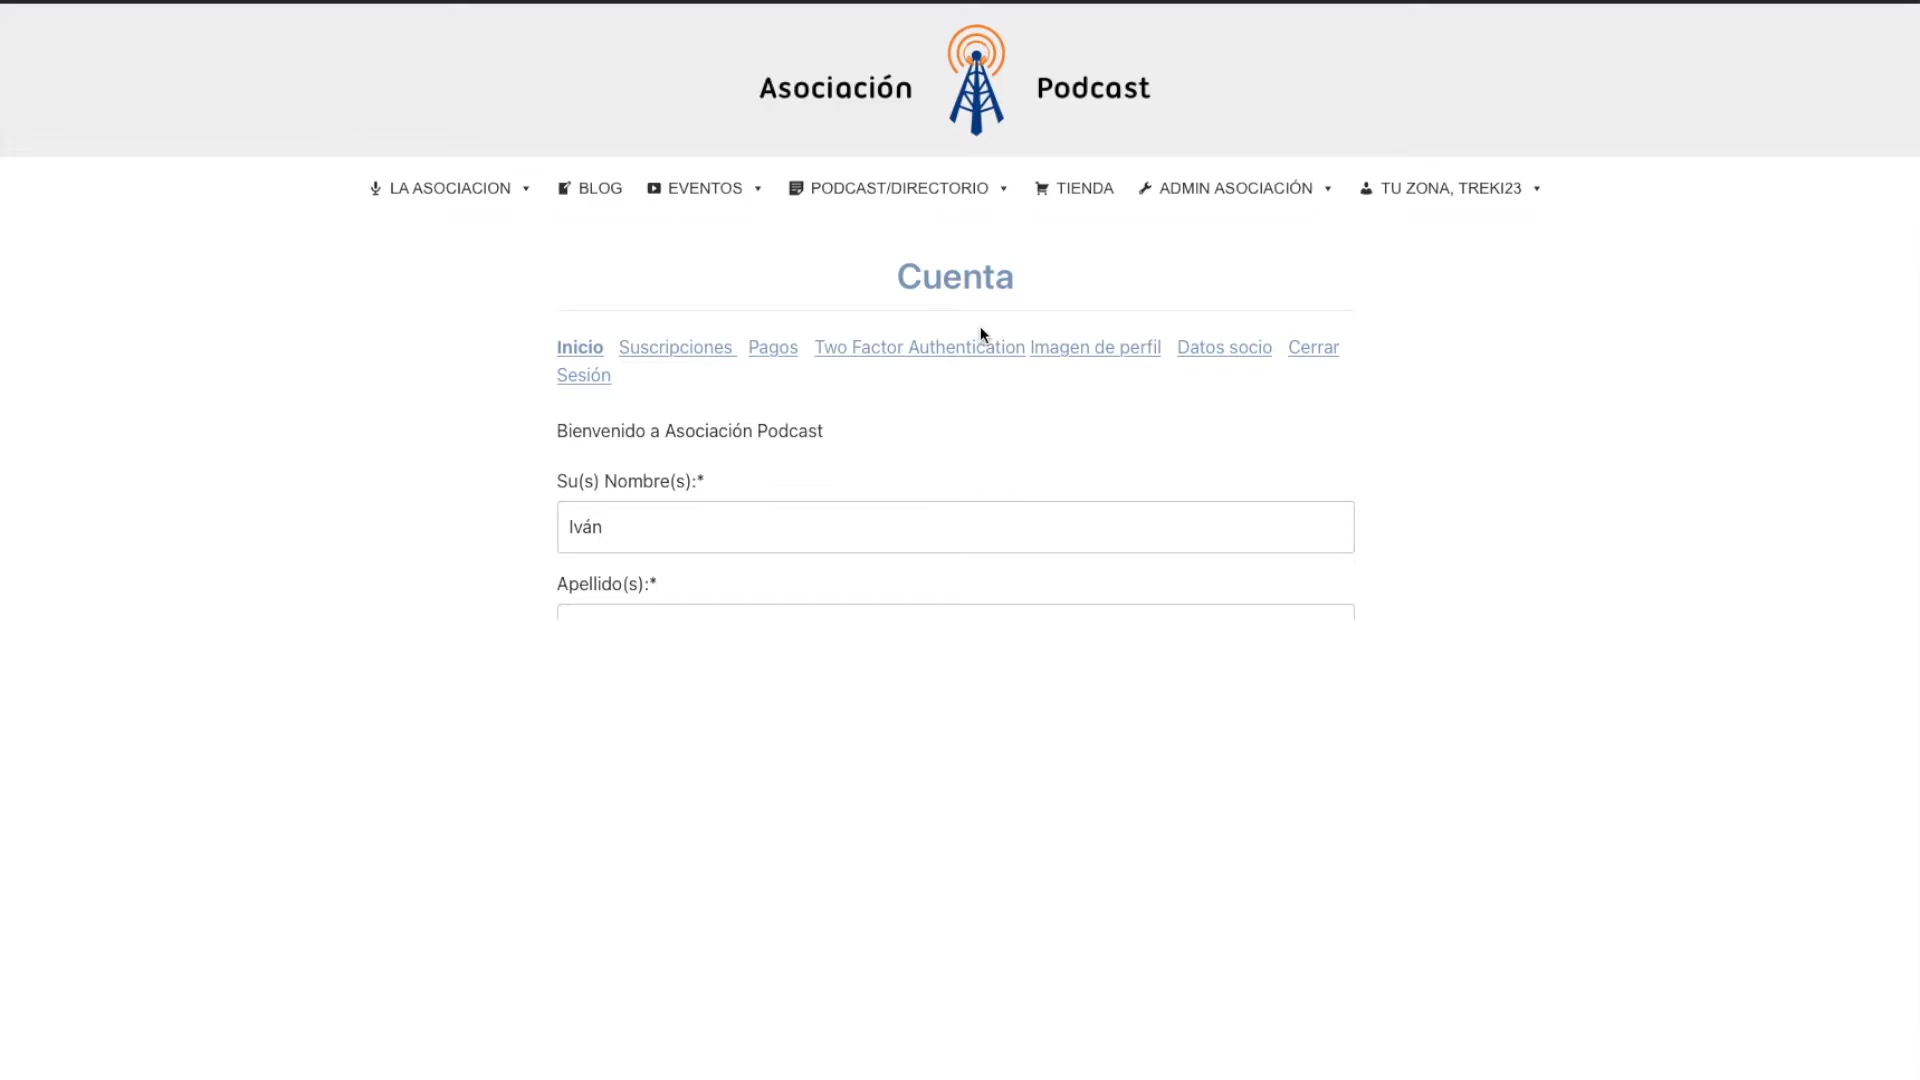 Asociación Podcast
LA ASOCIACION BLOG EVENTOS PODCAST/DIRECTORIO TIENDA ADMIN ASOCIACIÓN TU ZONA, TREKI23
Cuenta
Inicio Suscripciones Pagos Two Factor Authentication Imagen de perfil Datos socio Cerrar
Sesión
Bienvenido a Asociación Podcast
Su(s) Nombre(s):*
Iván
Apellido(s):*